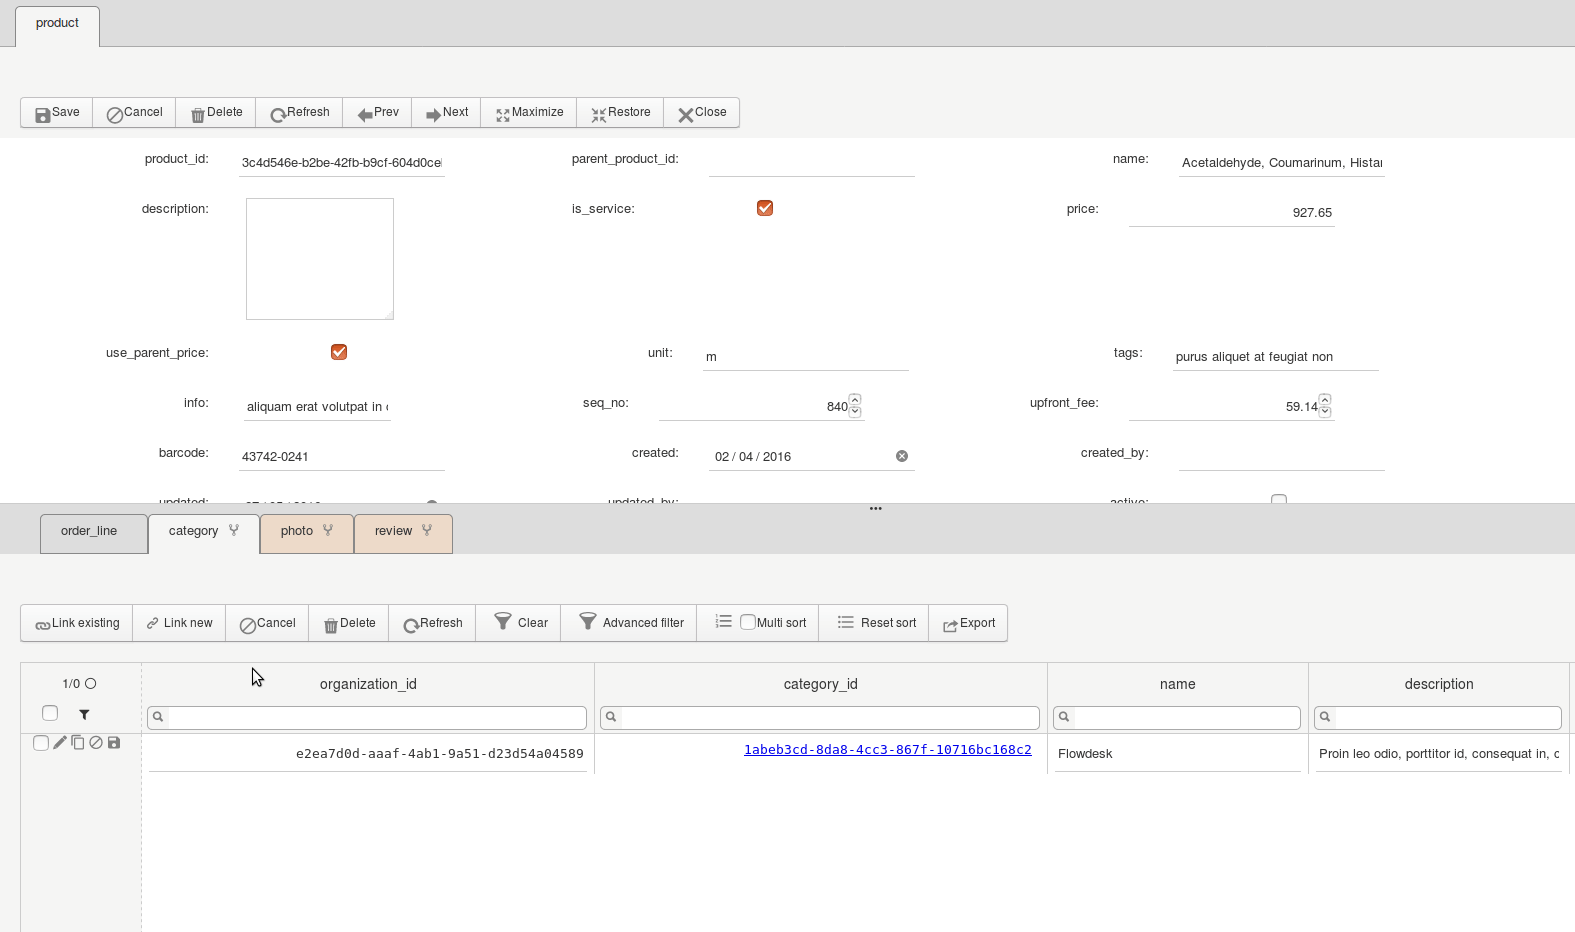 product
Save Cancel Delete Refresh Prev Next Maximize Restore Close
product_id: 3c4d546e-b2be-42fb-b9cf-604d0ce parent_product_id: name: Acetaldehyde, Coumarinum, Histar
description: is_service: price: 927.65
use_parent_price: unit: m tags: purus aliquet at feugiat non
info: aliquam erat volutpat in seq_no: 840 upfront_fee: 59.14
barcode: 43742-0241 created: 02 / 04 / 2016 created_by:
updated: updated_by: active:
order_line category photo review
Link existing Link new Cancel Delete Refresh Clear Advanced filter Multi sort Reset sort Export
1/0 organization_id category_id name description
e2ea7d0d-aaaf-4ab1-9a51-d23d54a04589 1abeb3cd-8da8-4cc3-867f-10716bc168c2 Flowdesk Proin leo odio, porttitor id, consequat in, c